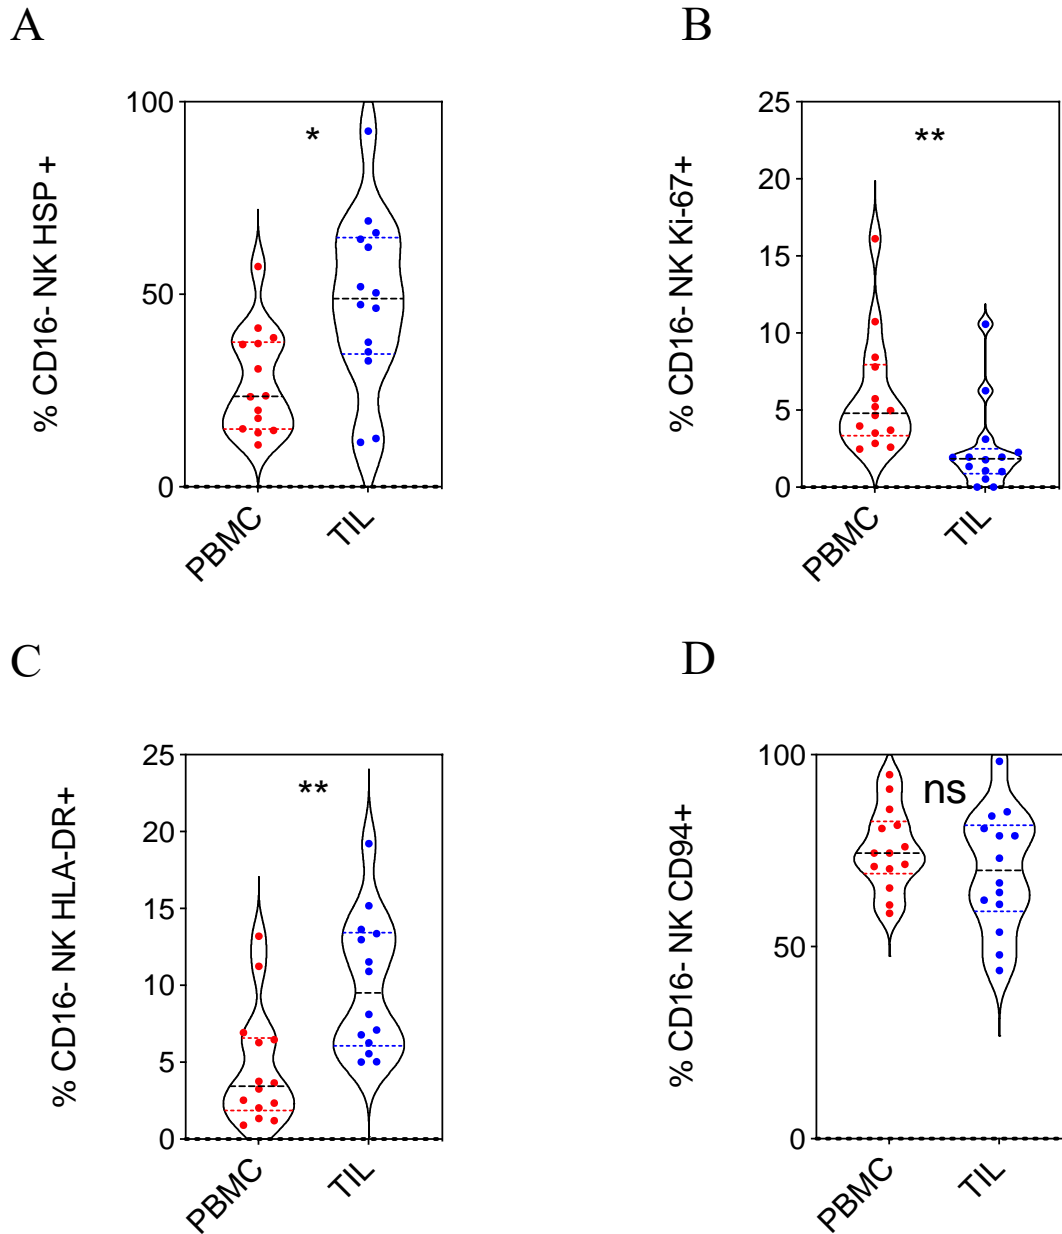 A
% CD16- NK HSP +
100
50
0
*
PBMC
TIL
B
% CD16- NK Ki-67+
25
20
15
10
5
0
**
PBMC
TIL
C
% CD16- NK HLA-DR+
25
20
15
10
5
0
**
PBMC
TIL
D
% CD16- NK CD94+
100
50
0
ns
PBMC
TIL